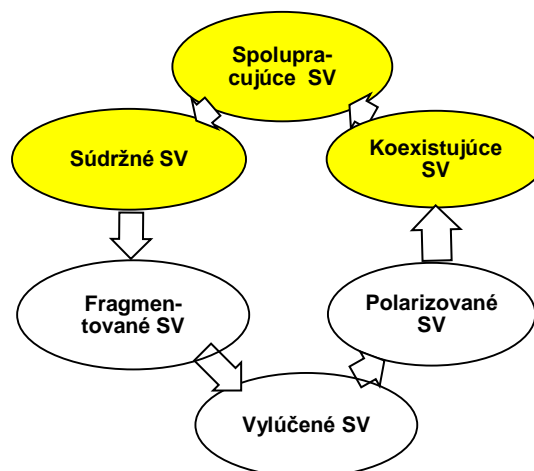 Spolupra-
cujúce SV
Súdržné SV
Koexistujúce
SV
Fragmen-
tované SV
Polarizované
SV
Vylúčené SV